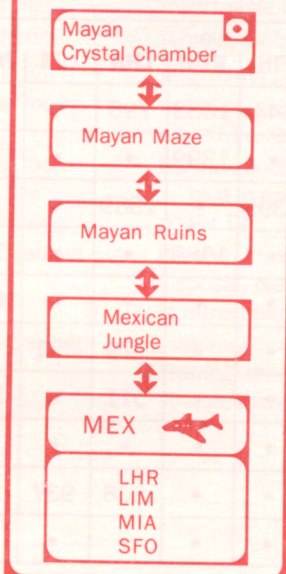 Mayan
Crystal Chamber
Mayan Maze
Mayan Ruins
Mexican
Jungle
MEX
LHR
LIM
MIA
SFO